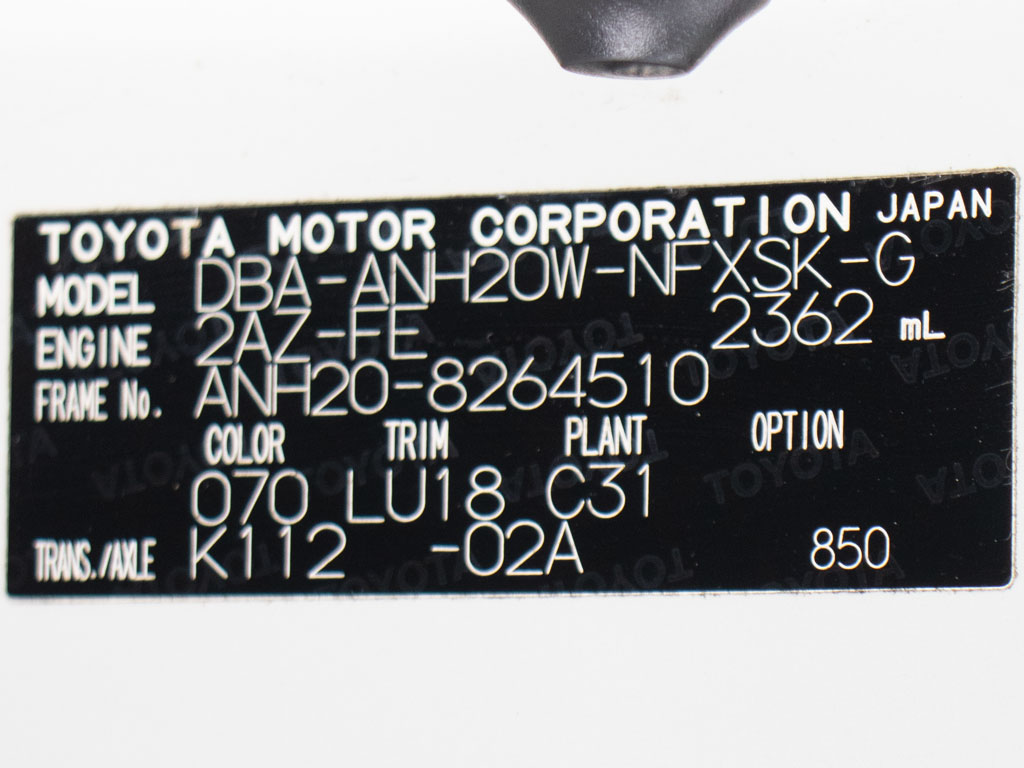 TOYOTA MOTOR CORPORATION JAPAN
MODEL DBA-ANH20W-NFXSK-G
ENGINE 2AZ-FE 2362 mL
FRAME No. ANH20-8264510
COLOR TRIM PLANT OPTION
070 LU18 C31
TRANS./AXLE K112 -02A 850